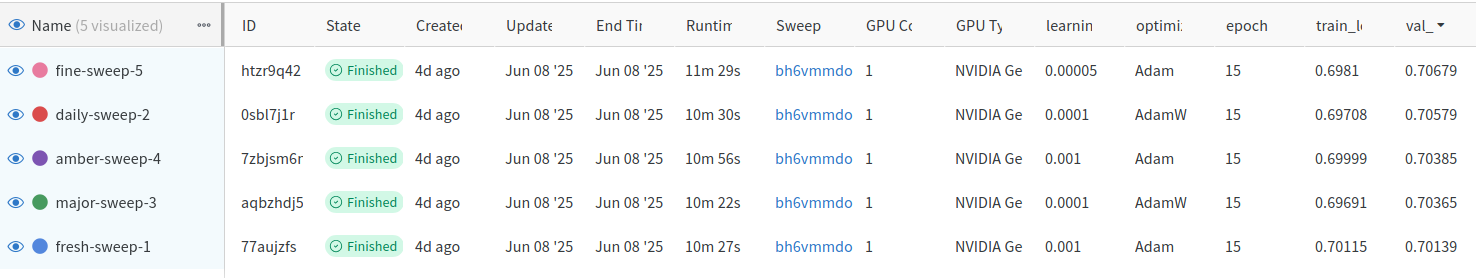 Name (5 visualized) ID State Create Update End Tir Runtir Sweep GPU Cc GPU Ty learnin optimi: epoch train_l val_
fine-sweep-5 htzr9q42 Finished 4d ago Jun 08 '25 Jun 08 '25 11m 29s bh6vmmdo 1 NVIDIA Ge 0.00005 Adam 15 0.6981 0.70679
daily-sweep-2 0sbl7j1r Finished 4d ago Jun 08 '25 Jun 08 '25 10m 30s bh6vmmdo 1 NVIDIA Ge 0.0001 AdamW 15 0.69708 0.70579
amber-sweep-4 7zbjsm6r Finished 4d ago Jun 08 '25 Jun 08 '25 10m 56s bh6vmmdo 1 NVIDIA Ge 0.001 Adam 15 0.69999 0.70385
major-sweep-3 aqbzhdj5 Finished 4d ago Jun 08 '25 Jun 08 '25 10m 22s bh6vmmdo 1 NVIDIA Ge 0.0001 AdamW 15 0.69691 0.70365
fresh-sweep-1 77aujzfs Finished 4d ago Jun 08 '25 Jun 08 '25 10m 27s bh6vmmdo 1 NVIDIA Ge 0.001 Adam 15 0.70115 0.70139